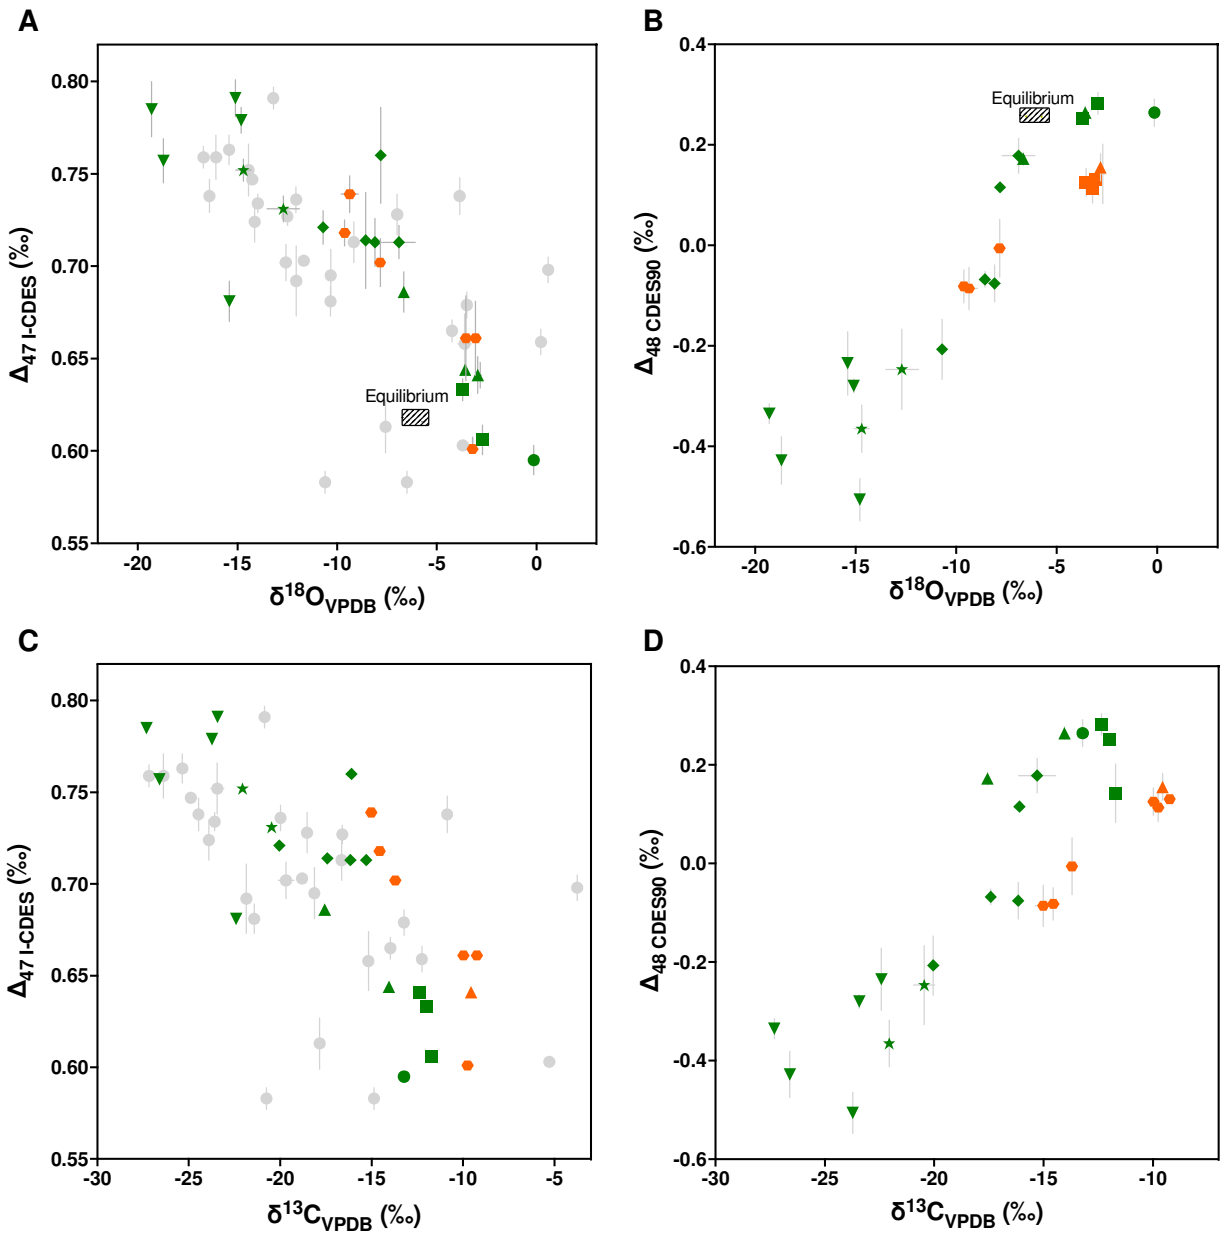 A
0.80
0.75
0.70
0.65
0.60
0.55
Δ47 I-CDES (‰)
Equilibrium
-20 -15 -10 -5 0
δ18OVPDB (‰)
B
0.4
0.2
0.0
-0.2
-0.4
-0.6
Δ48 CDES90 (‰)
Equilibrium
-20 -15 -10 -5 0
δ18OVPDB (‰)
C
0.80
0.75
0.70
0.65
0.60
0.55
Δ47 I-CDES (‰)
-30 -25 -20 -15 -10 -5
δ13CVPDB (‰)
D
0.4
0.2
0.0
-0.2
-0.4
-0.6
Δ48 CDES90 (‰)
-30 -25 -20 -15 -10
δ13CVPDB (‰)